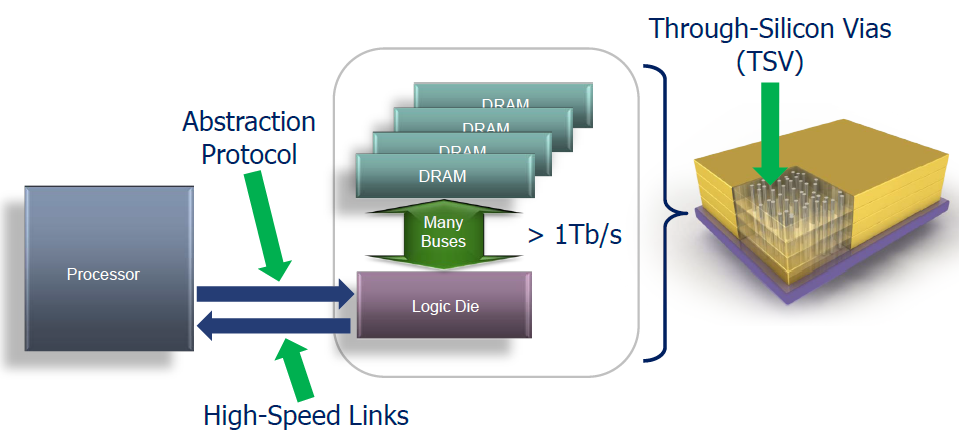 Through-Silicon Vias
(TSV)
Abstraction
Protocol
DRAM
DRAM
DRAM
DRAM
Many
Buses
> 1Tb/s
Processor
Logic Die
High-Speed Links